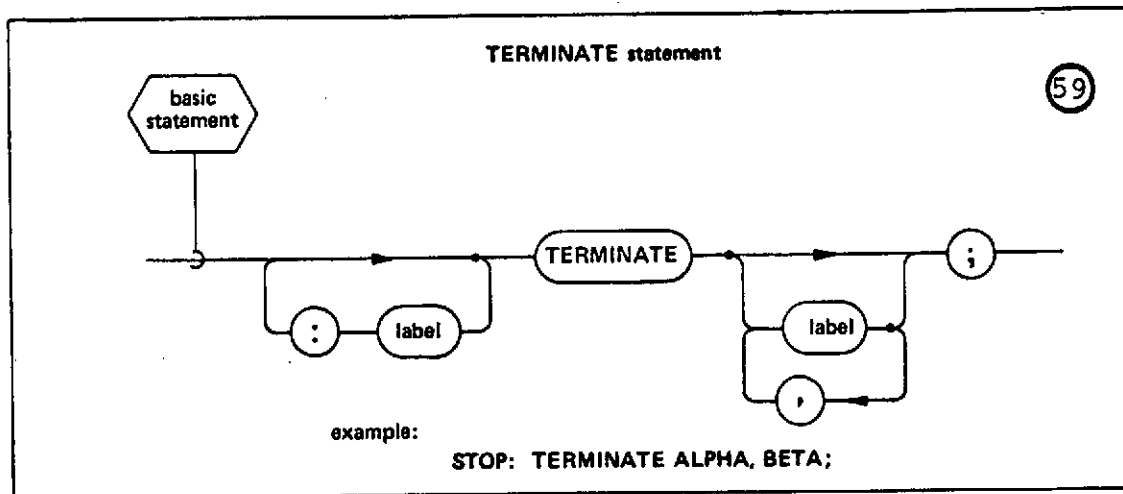 TERMINATE statement
59
basic
statement
TERMINATE
;
: label
label
,
example:
STOP: TERMINATE ALPHA, BETA;